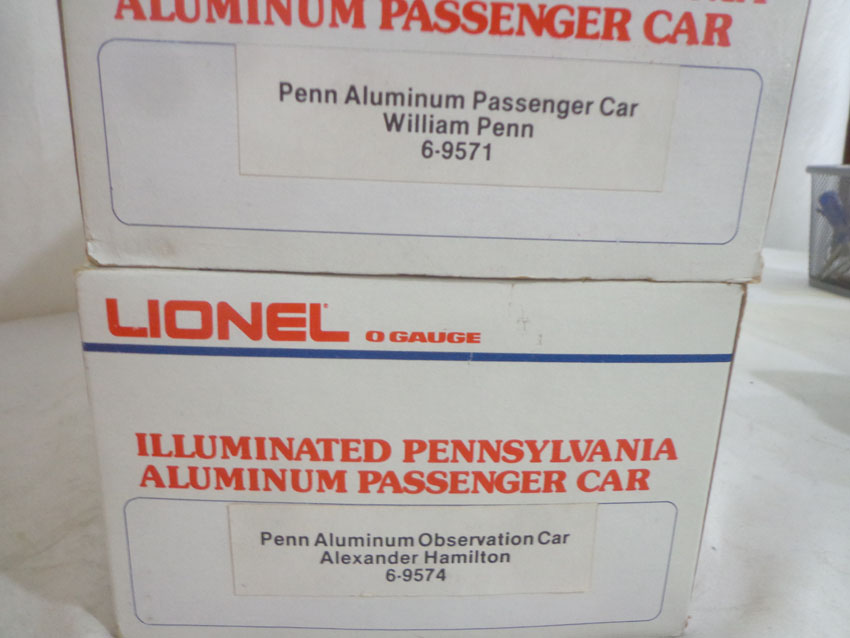 ALUMINUM PASSENGER CAR
Penn Aluminum Passenger Car
William Penn
6-9571
LIONEL® O GAUGE
ILLUMINATED PENNSYLVANIA
ALUMINUM PASSENGER CAR
Penn Aluminum Observation Car
Alexander Hamilton
6-9574